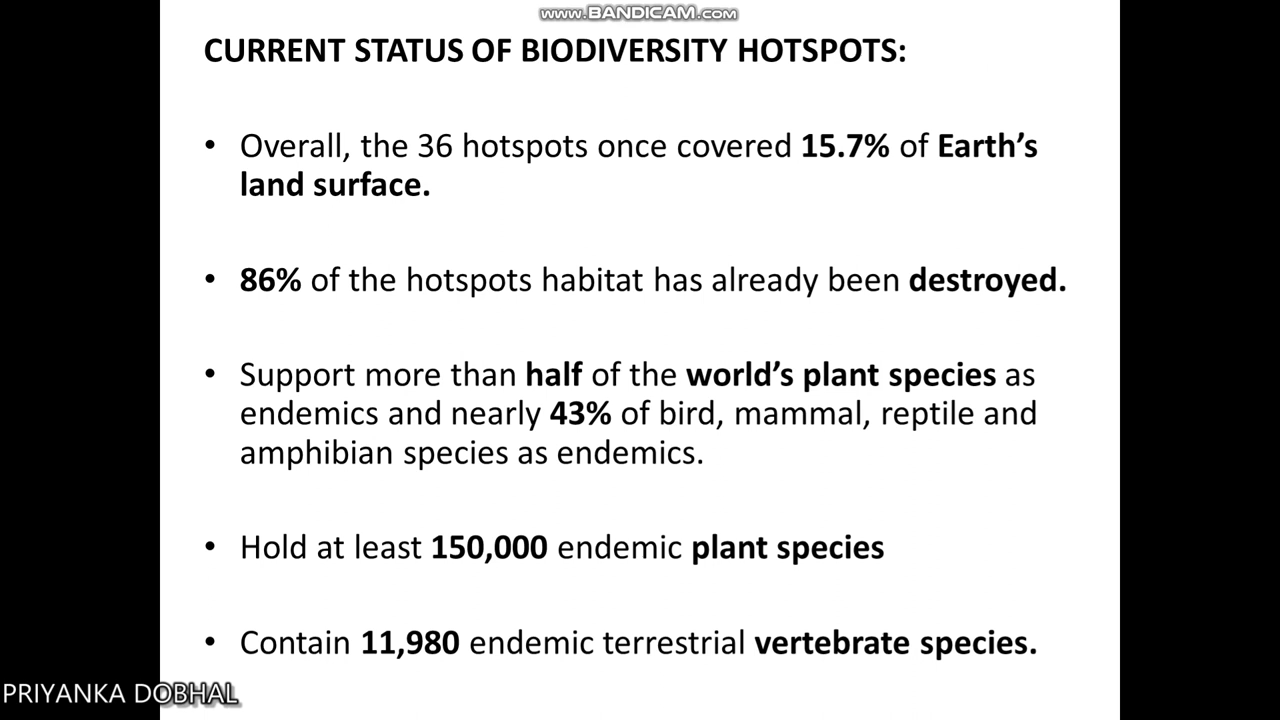 www.BANDICAM.com
CURRENT STATUS OF BIODIVERSITY HOTSPOTS:
• Overall, the 36 hotspots once covered 15.7% of Earth’s
land surface.
• 86% of the hotspots habitat has already been destroyed.
• Support more than half of the world’s plant species as
endemics and nearly 43% of bird, mammal, reptile and
amphibian species as endemics.
• Hold at least 150,000 endemic plant species
• Contain 11,980 endemic terrestrial vertebrate species.
PRIYANKA DOBHAL